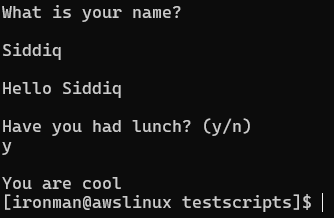 What is your name?
Siddiq
Hello Siddiq
Have you had lunch? (y/n)
y
You are cool
[ironman@awslinux testscripts]$